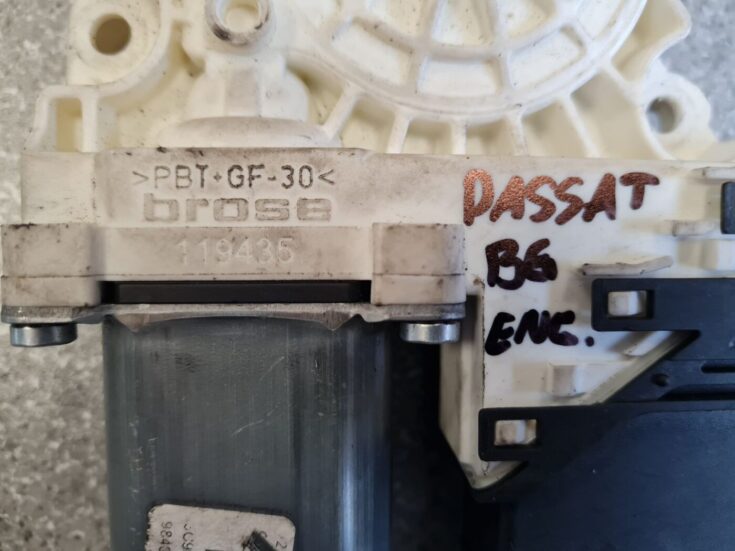 >PBT+GF-30<
brose
119435
PASSAT
B6
ENC.